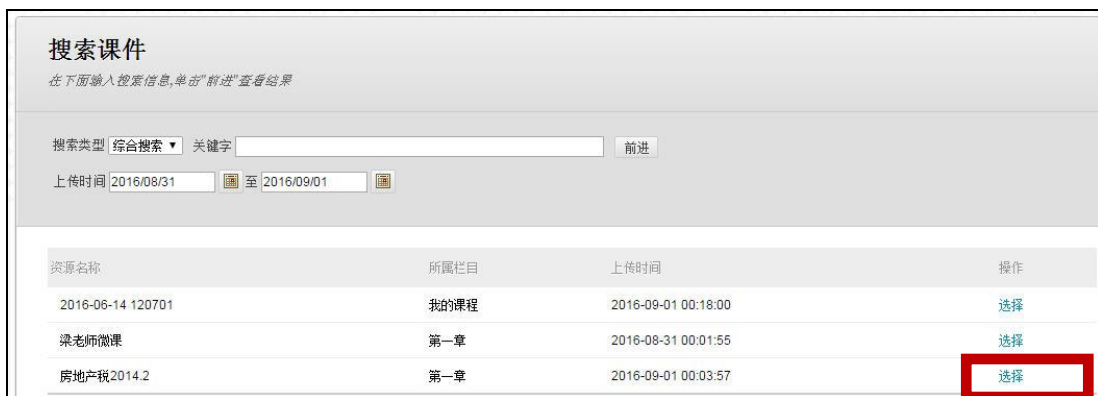 搜索课件
在下面输入搜索信息,单击"前进"查看结果
搜索类型 综合搜索 ▼ 关键字 前进
上传时间 2016/08/31 至 2016/09/01
资源名称 所属栏目 上传时间 操作
2016-06-14 120701 我的课程 2016-09-01 00:18:00 选择
梁老师微课 第一章 2016-08-31 00:01:55 选择
房地产税2014.2 第一章 2016-09-01 00:03:57 选择